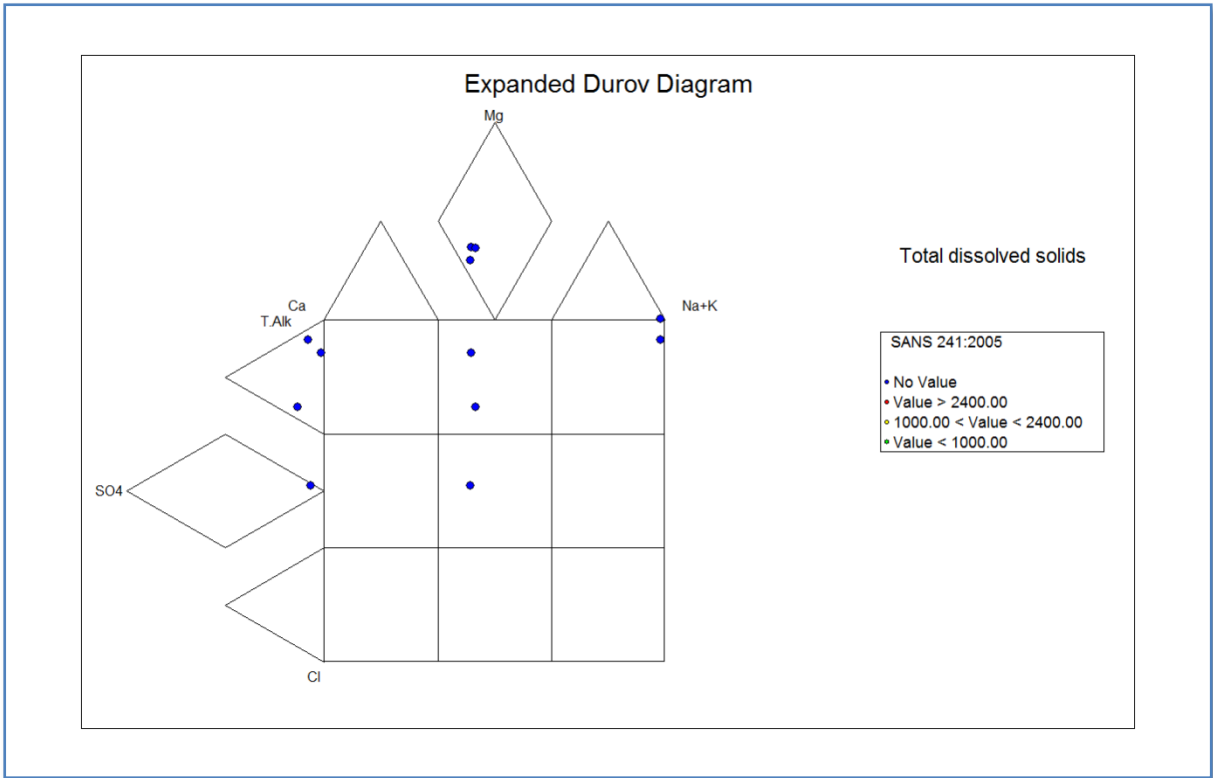 Expanded Durov Diagram
Mg
Ca
Na+K
T.Alk
SO4
Cl
Total dissolved solids
SANS 241:2005
No Value
Value > 2400.00
1000.00 < Value < 2400.00
Value < 1000.00